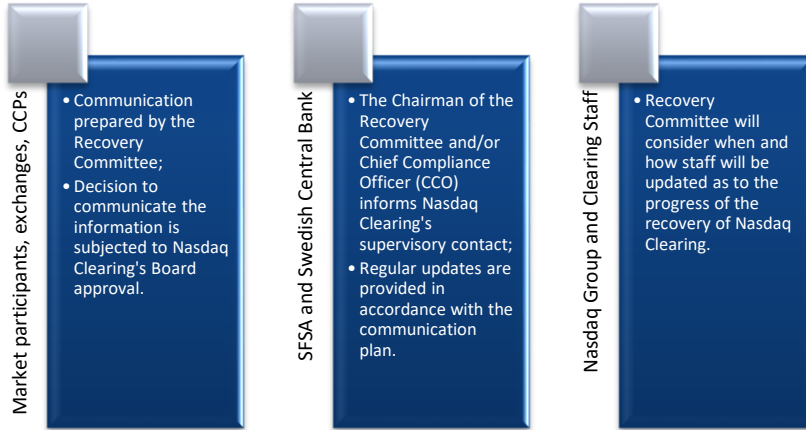 Market participants, exchanges, CCPs
• Communication
prepared by the
Recovery
Committee;
• Decision to
communicate the
information is
subjected to Nasdaq
Clearing's Board
approval.
SFSA and Swedish Central Bank
• The Chairman of the
Recovery
Committee and/or
Chief Compliance
Officer (CCO)
informs Nasdaq
Clearing's
supervisory contact;
• Regular updates are
provided in
accordance with the
communication
plan.
Nasdaq Group and Clearing Staff
• Recovery
Committee will
consider when and
how staff will be
updated as to the
progress of the
recovery of Nasdaq
Clearing.